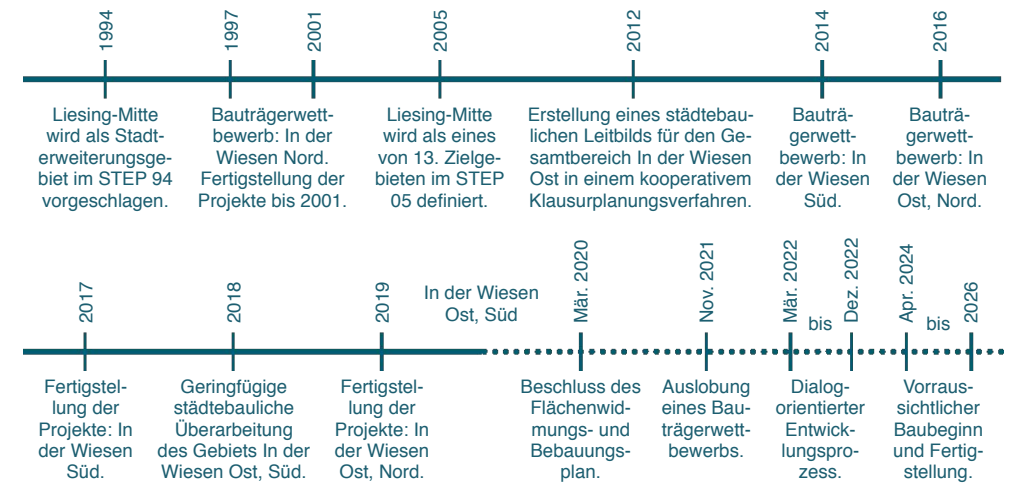 1994
1997
2001
2005
2012
2014
2016
Liesing-Mitte
wird als Stadt-
erweiterungsge-
biet im STEP 94
vorgeschlagen.
Bauträgerwett-
bewerb: In der
Wiesen Nord.
Fertigstellung der
Projekte bis 2001.
Liesing-Mitte
wird als eines
von 13. Zielge-
bieten im STEP
05 definiert.
Erstellung eines städtebau-
lichen Leitbilds für den Ge-
samtbereich In der Wiesen
Ost in einem kooperativem
Klausurplanungsverfahren.
Bauträ-
gerwett-
bewerb: In
der Wiesen
Süd.
Bauträ-
gerwett-
bewerb: In
der Wiesen
Ost, Nord.
2017
2018
2019
In der Wiesen
Ost, Süd
Mär. 2020
Nov. 2021
Mär. 2022
bis
Dez. 2022
Apr. 2024
bis
2026
Fertigstel-
lung der
Projekte: In
der Wiesen
Süd.
Geringfügige
städtebauliche
Überarbeitung
des Gebiets In der
Wiesen Ost, Süd.
Fertigstel-
lung der
Projekte: In
der Wiesen
Ost, Nord.
Beschluss des
Flächenwid-
mungs- und
Bebauungs-
plan.
Auslobung
eines Bau-
trägerwett-
bewerbs.
Dialog-
orientierter
Entwick-
lungspro-
zess.
Vorraus-
sichtlicher
Baubeginn
und Fertig-
stellung.